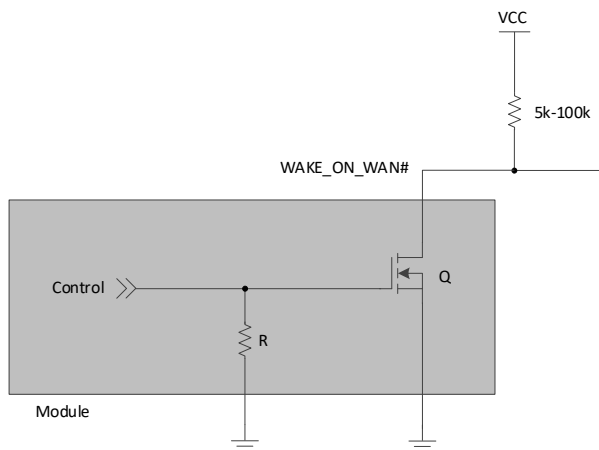 VCC
5k-100k
WAKE_ON_WAN#
Q
Control
R
Module